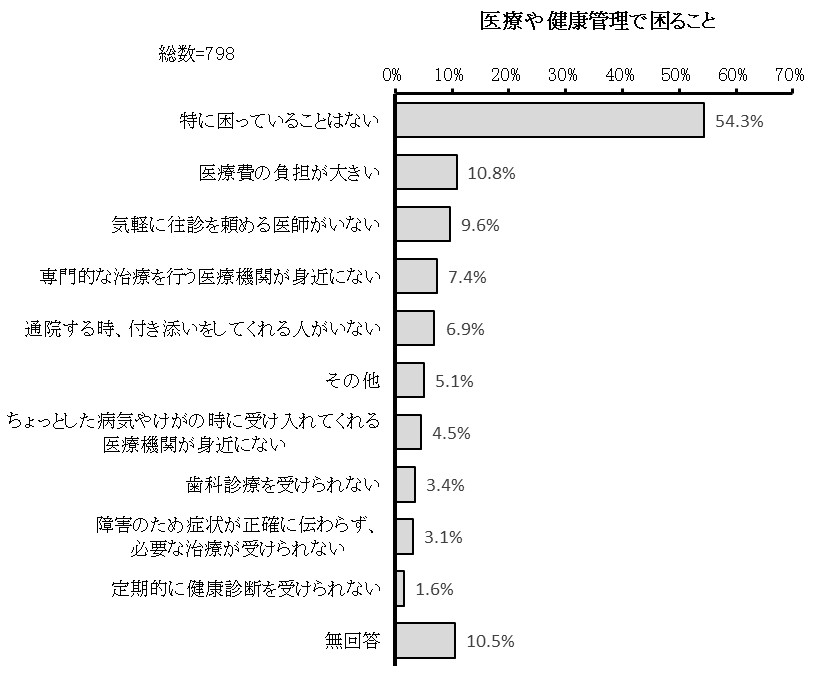 医療や健康管理で困ること
総数=798
0% 10% 20% 30% 40% 50% 60% 70%
特に困っていることはない 54.3%
医療費の負担が大きい 10.8%
気軽に往診を頼める医師がいない 9.6%
専門的な治療を行う医療機関が身近にない 7.4%
通院する時、付き添いをしてくれる人がいない 6.9%
その他 5.1%
ちょっとした病気やけがの時に受け入れてくれる
医療機関が身近にない 4.5%
歯科診療を受けられない 3.4%
障害のため症状が正確に伝わらず、
必要な治療が受けられない 3.1%
定期的に健康診断を受けられない 1.6%
無回答 10.5%